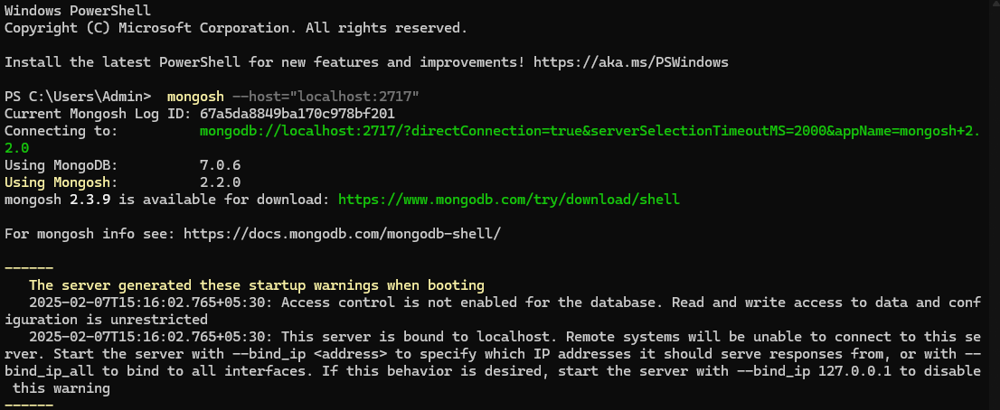 Windows PowerShell
Copyright (C) Microsoft Corporation. All rights reserved.
Install the latest PowerShell for new features and improvements! https://aka.ms/PSWindows
PS C:\Users\Admin>  mongosh --host="localhost:2717"
Current Mongosh Log ID: 67a5da8849ba170c978bf201
Connecting to:          mongodb://localhost:2717/?directConnection=true&serverSelectionTimeoutMS=2000&appName=mongosh+2.
2.0
Using MongoDB:          7.0.6
Using Mongosh:          2.2.0
mongosh 2.3.9 is available for download: https://www.mongodb.com/try/download/shell
For mongosh info see: https://docs.mongodb.com/mongodb-shell/
------
   The server generated these startup warnings when booting
   2025-02-07T15:16:02.765+05:30: Access control is not enabled for the database. Read and write access to data and conf
iguration is unrestricted
   2025-02-07T15:16:02.765+05:30: This server is bound to localhost. Remote systems will be unable to connect to this se
rver. Start the server with --bind_ip <address> to specify which IP addresses it should serve responses from, or with --
bind_ip_all to bind to all interfaces. If this behavior is desired, start the server with --bind_ip 127.0.0.1 to disable
 this warning
------